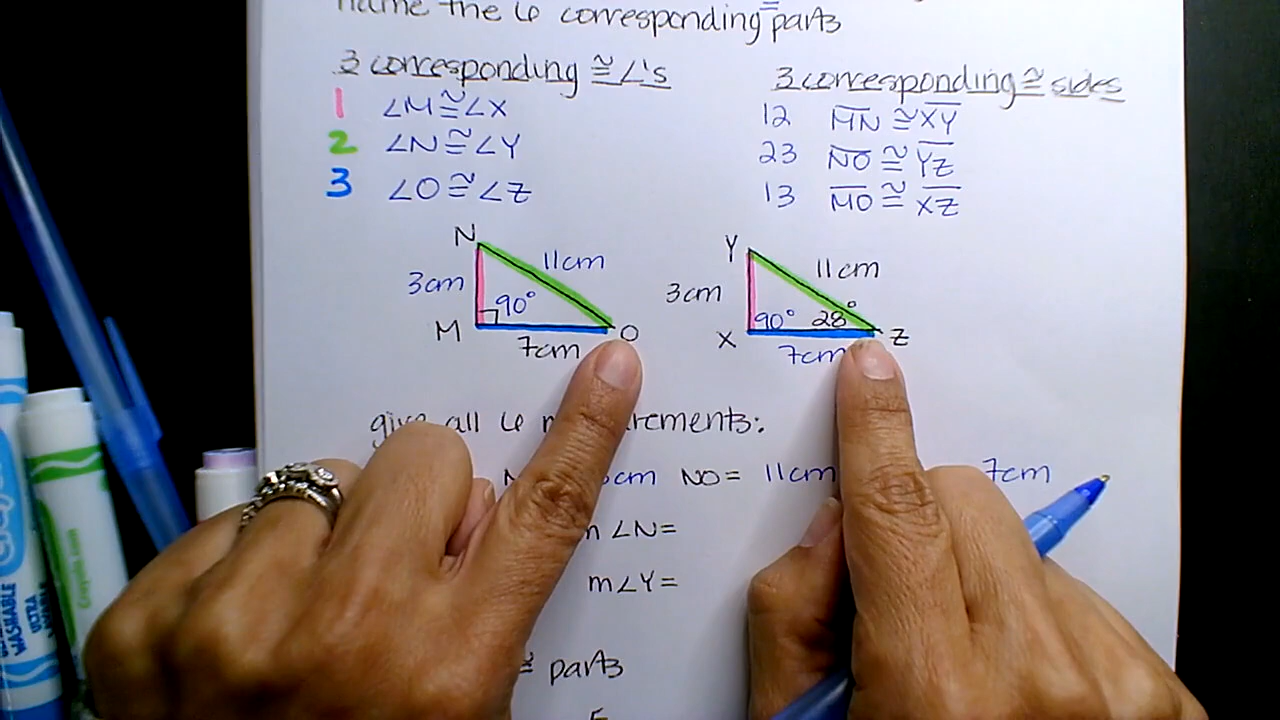 name the 6 corresponding ≅ parts
3 corresponding ≅ ∠'s
3 corresponding ≅ sides
1 ∠M ≅ ∠X
12 MN ≅ XY
2 ∠N ≅ ∠Y
23 NO ≅ YZ
3 ∠O ≅ ∠Z
13 MO ≅ XZ
N
11cm
3cm
90°
M
7cm
O
Y
11cm
3cm
90° 28°
X
7cm
Z
give all 6
NO = 11cm
7cm
∠N =
m∠Y =
≅ parts
WASHABLE
ULTRA